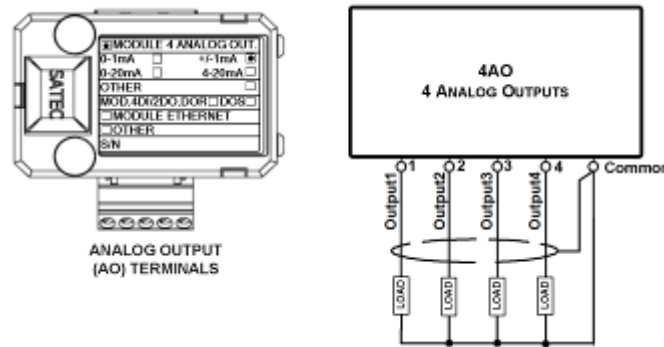 MODULE 4 ANALOG OUT.
0-1mA +/-1mA
0-20mA 4-20mA
OTHER
MOD.4DI/2DO.DOR DOS
MODULE ETHERNET
OTHER
S/N
SATEC
ANALOG OUTPUT
(AO) TERMINALS
4AO
4 ANALOG OUTPUTS
1 2 3 4 Common
Output1 Output2 Output3 Output4
LOAD LOAD LOAD LOAD